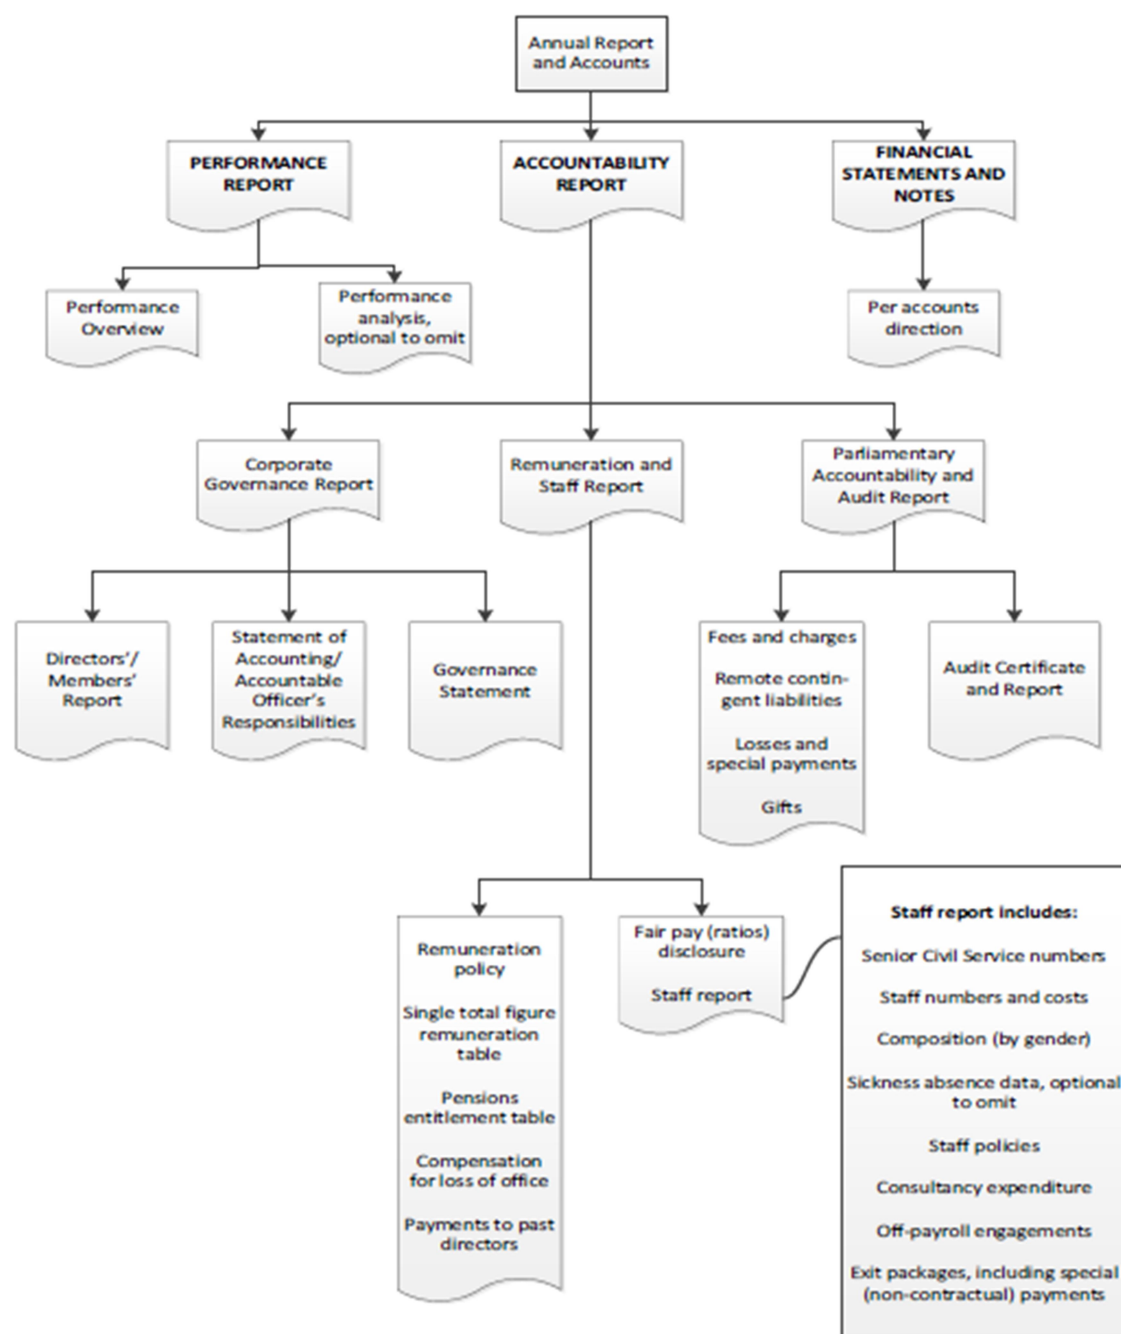 Annual Report
and Accounts
PERFORMANCE
REPORT
ACCOUNTABILITY
REPORT
FINANCIAL
STATEMENTS AND
NOTES
Performance
Overview
Performance
analysis,
optional to omit
Per accounts
direction
Corporate
Governance Report
Remuneration and
Staff Report
Parliamentary
Accountability and
Audit Report
Directors'/
Members'
Report
Statement of
Accounting/
Accountable
Officer's
Responsibilities
Governance
Statement
Fees and charges
Remote contin-
gent liabilities
Losses and
special payments
Gifts
Audit Certificate
and Report
Remuneration
policy
Single total figure
remuneration
table
Pensions
entitlement table
Compensation
for loss of office
Payments to past
directors
Fair pay (ratios)
disclosure
Staff report
Staff report includes:
Senior Civil Service numbers
Staff numbers and costs
Composition (by gender)
Sickness absence data, optional
to omit
Staff policies
Consultancy expenditure
Off-payroll engagements
Exit packages, including special
(non-contractual) payments